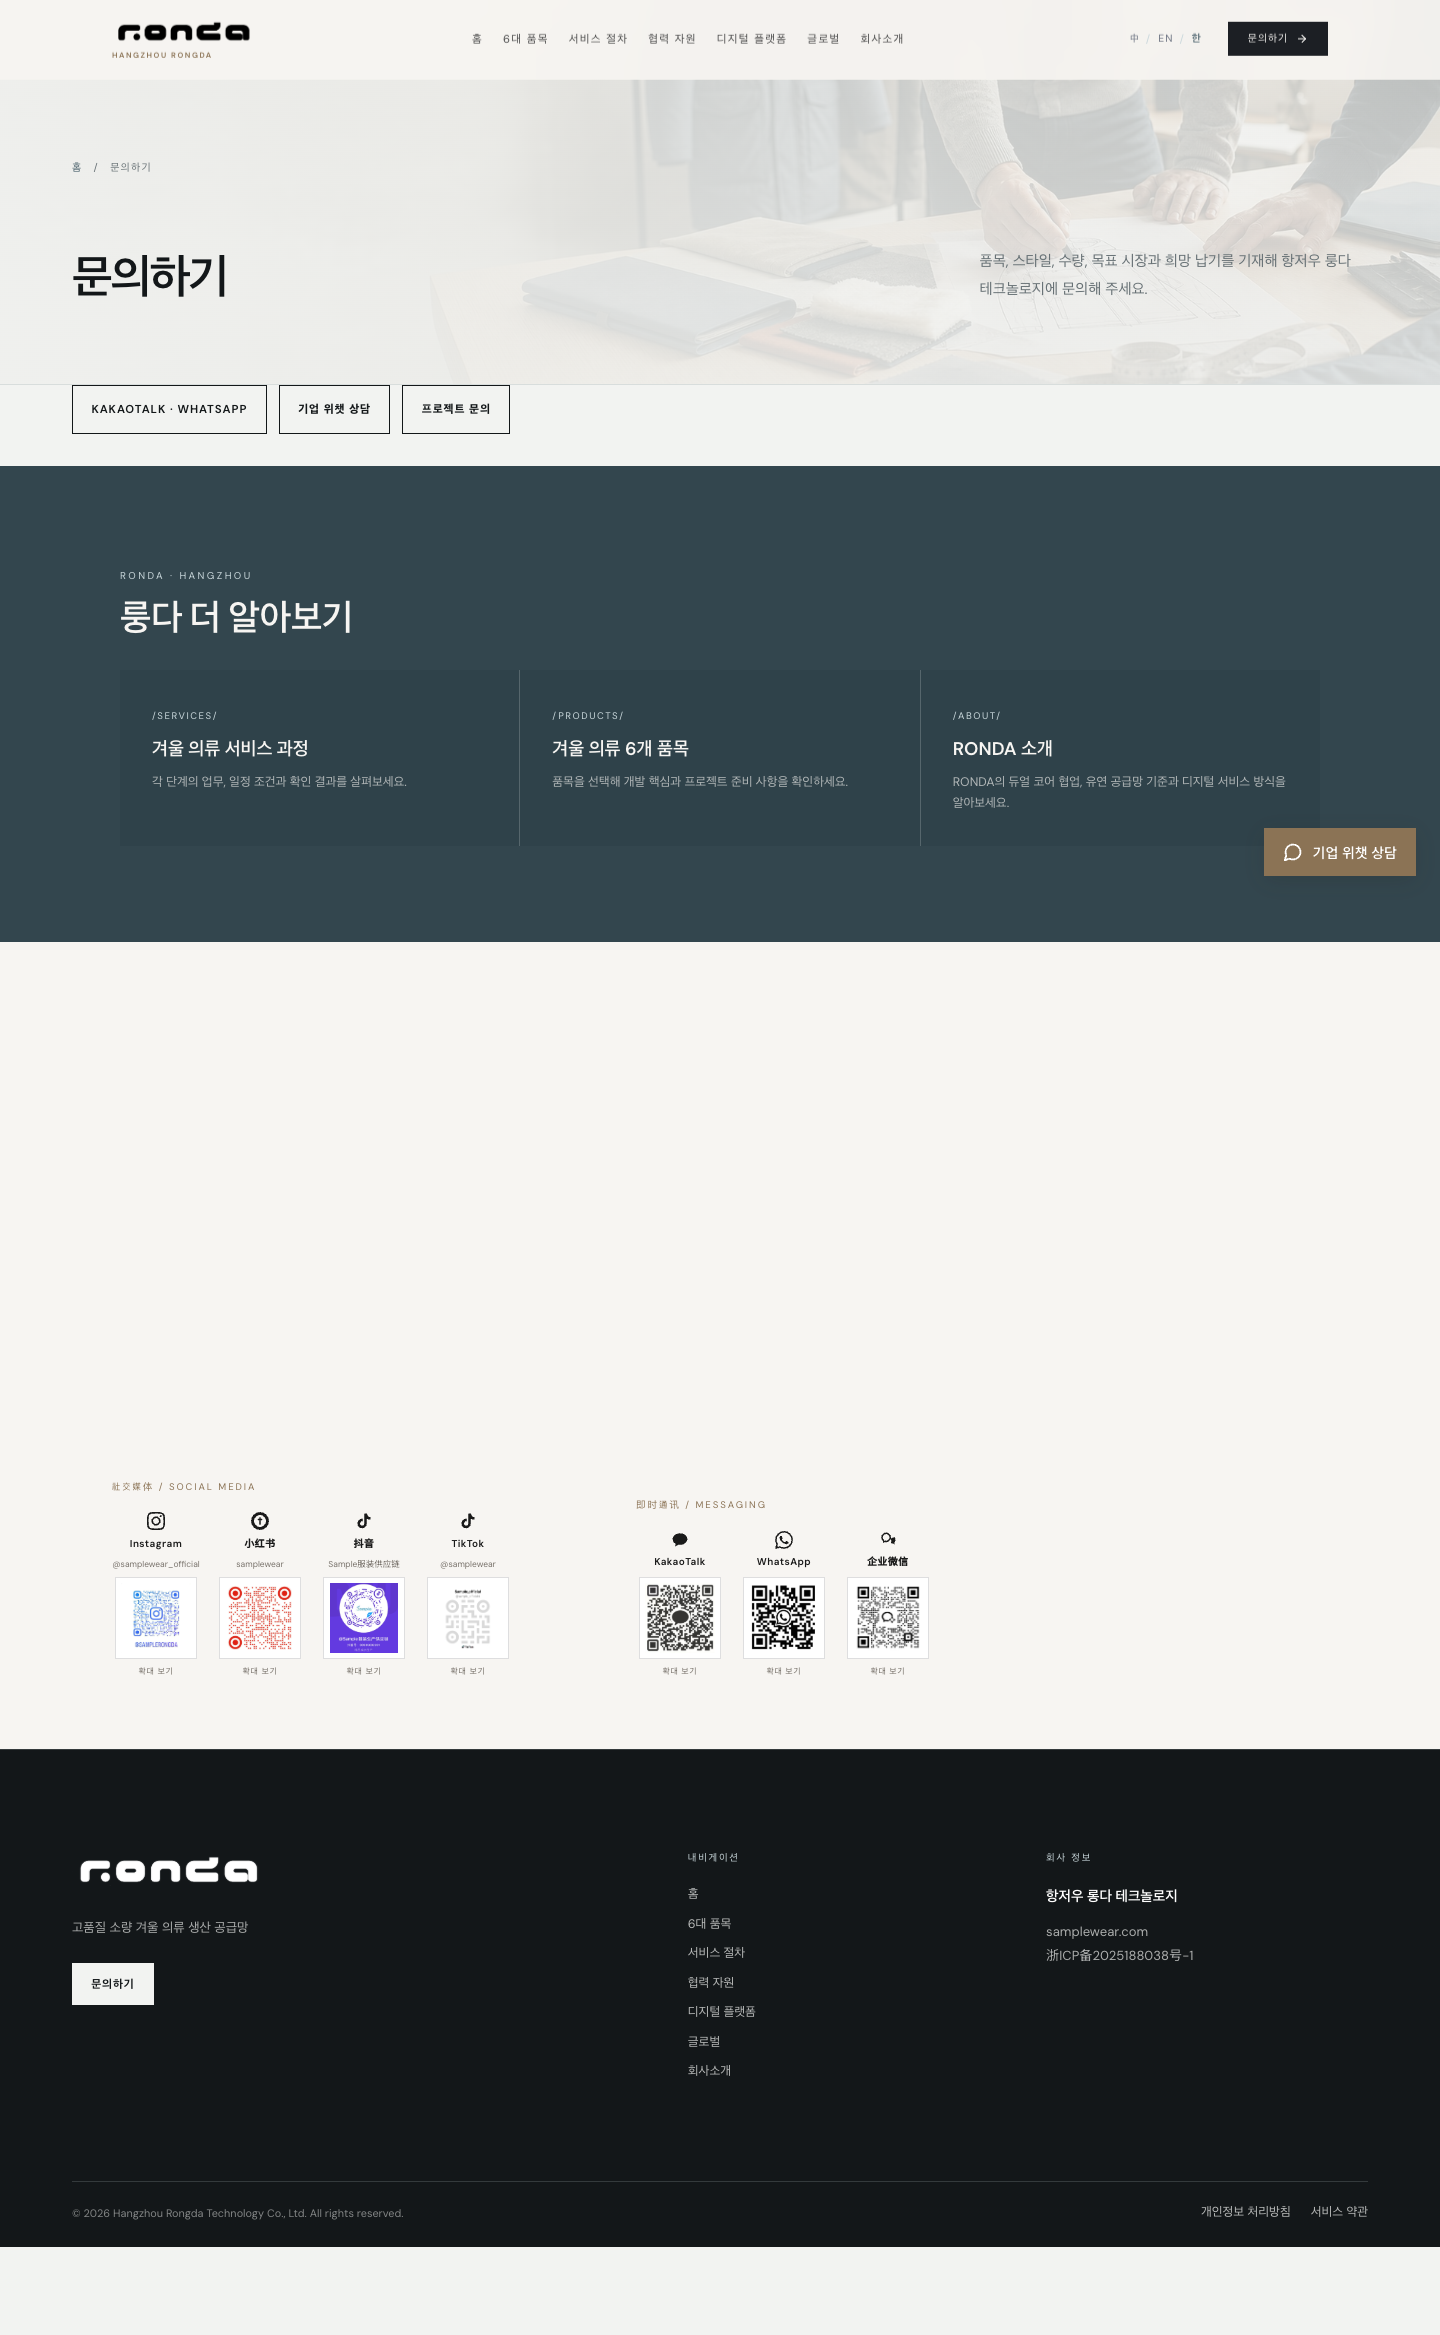 ronda
HANGZHOU RONGDA
홈 6대 품목 서비스 절차 협력 자원 디지털 플랫폼 글로벌 회사소개
中 / EN / 한
문의하기 →
홈 / 문의하기
문의하기
품목, 스타일, 수량, 목표 시장과 희망 납기를 기재해 항저우 룽다
테크놀로지에 문의해 주세요.
KAKAOTALK · WHATSAPP
기업 위챗 상담
프로젝트 문의
RONDA · HANGZHOU
룽다 더 알아보기
/SERVICES/
겨울 의류 서비스 과정
각 단계의 업무, 일정 조건과 확인 결과를 살펴보세요.
/PRODUCTS/
겨울 의류 6개 품목
품목을 선택해 개발 핵심과 프로젝트 준비 사항을 확인하세요.
/ABOUT/
RONDA 소개
RONDA의 듀얼 코어 협업, 유연 공급망 기준과 디지털 서비스 방식을
알아보세요.
기업 위챗 상담
社交媒体 / SOCIAL MEDIA
Instagram
@samplewear_official
@SAMPLERONGDA
확대 보기
小红书
samplewear
확대 보기
抖音
Sample服装供应链
확대 보기
TikTok
@samplewear
확대 보기
即时通讯 / MESSAGING
KakaoTalk
확대 보기
WhatsApp
확대 보기
企业微信
확대 보기
ronda
고품질 소량 겨울 의류 생산 공급망
문의하기
내비게이션
홈
6대 품목
서비스 절차
협력 자원
디지털 플랫폼
글로벌
회사소개
회사 정보
항저우 룽다 테크놀로지
samplewear.com
浙ICP备2025188038号-1
© 2026 Hangzhou Rongda Technology Co., Ltd. All rights reserved.
개인정보 처리방침 서비스 약관